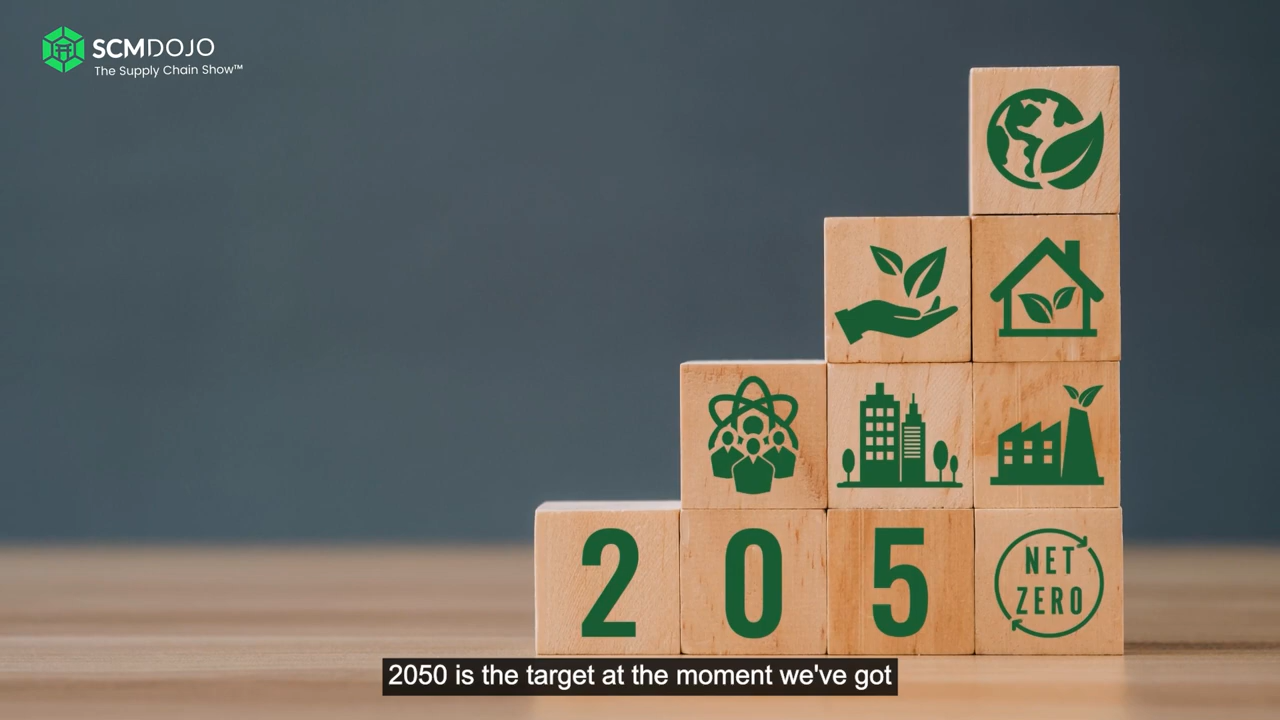 SCMDOJO
The Supply Chain Show™
2 0 5
NET
ZERO
2050 is the target at the moment we've got